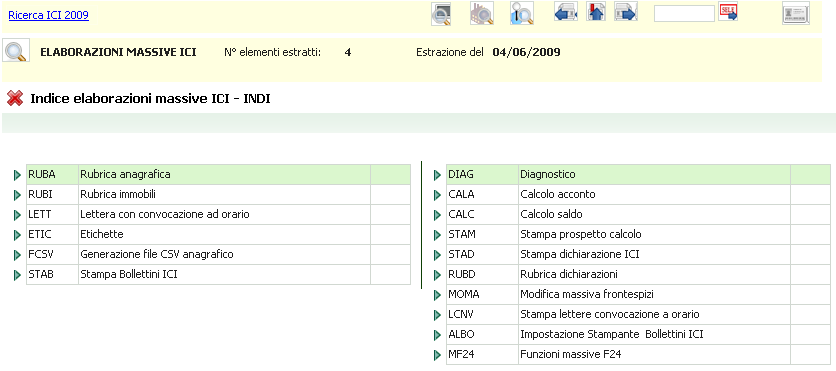 Ricerca ICI 2009
SELE
ELABORAZIONI MASSIVE ICI N° elementi estratti: 4 Estrazione del 04/06/2009
Indice elaborazioni massive ICI - INDI
RUBA Rubrica anagrafica
RUBI Rubrica immobili
LETT Lettera con convocazione ad orario
ETIC Etichette
FCSV Generazione file CSV anagrafico
STAB Stampa Bollettini ICI
DIAG Diagnostico
CALA Calcolo acconto
CALC Calcolo saldo
STAM Stampa prospetto calcolo
STAD Stampa dichiarazione ICI
RUBD Rubrica dichiarazioni
MOMA Modifica massiva frontespizi
LCNV Stampa lettere convocazione a orario
ALBO Impostazione Stampante Bollettini ICI
MF24 Funzioni massive F24